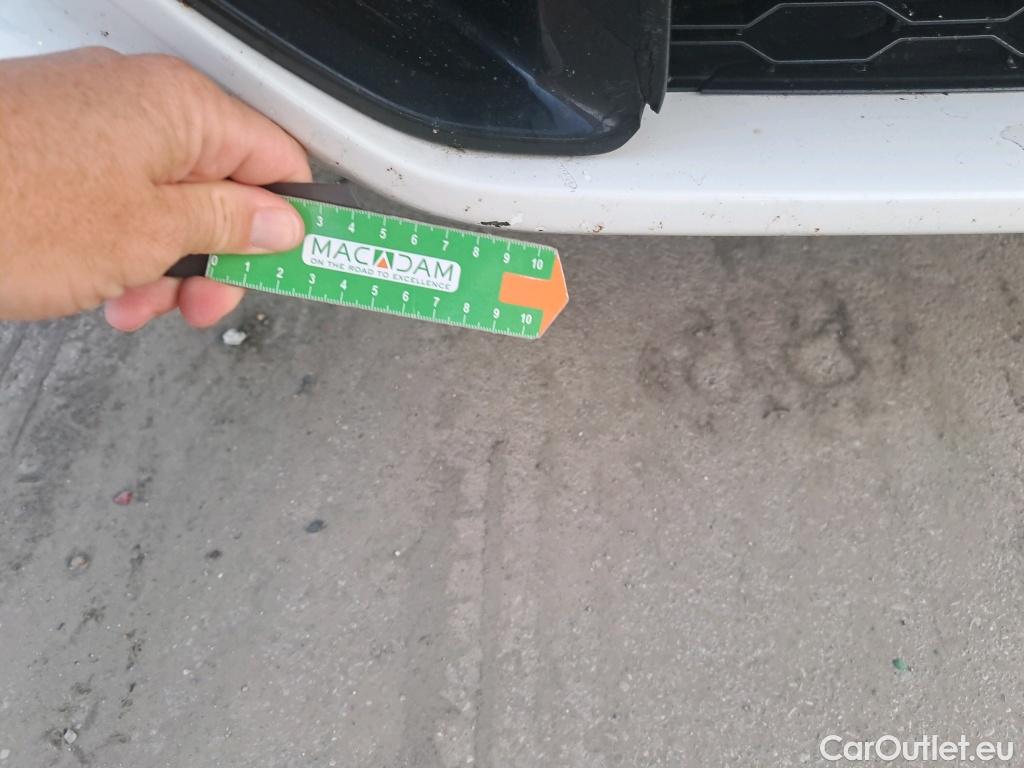 3 4 5 6 7 8 9 10
MACADAM
ON THE ROAD TO EXCELLENCE
0 1 2 3 4 5 6 7 8 9 10
CarOutlet.eu